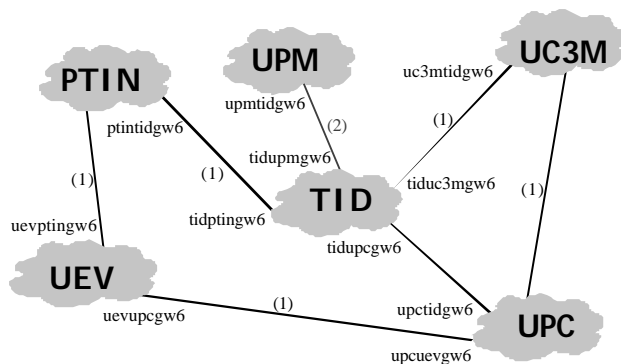 UC3M
UPM
PTIN
uc3mtidgw6
upmtidgw6
ptintidgw6
(2)
(1)
tidupmgw6
(1)
(1)
tiduc3mgw6
(1)
TID
tidptingw6
uevptingw6
tidupcgw6
UEV
(1)
uevupcgw6
upctidgw6
UPC
upcuevgw6